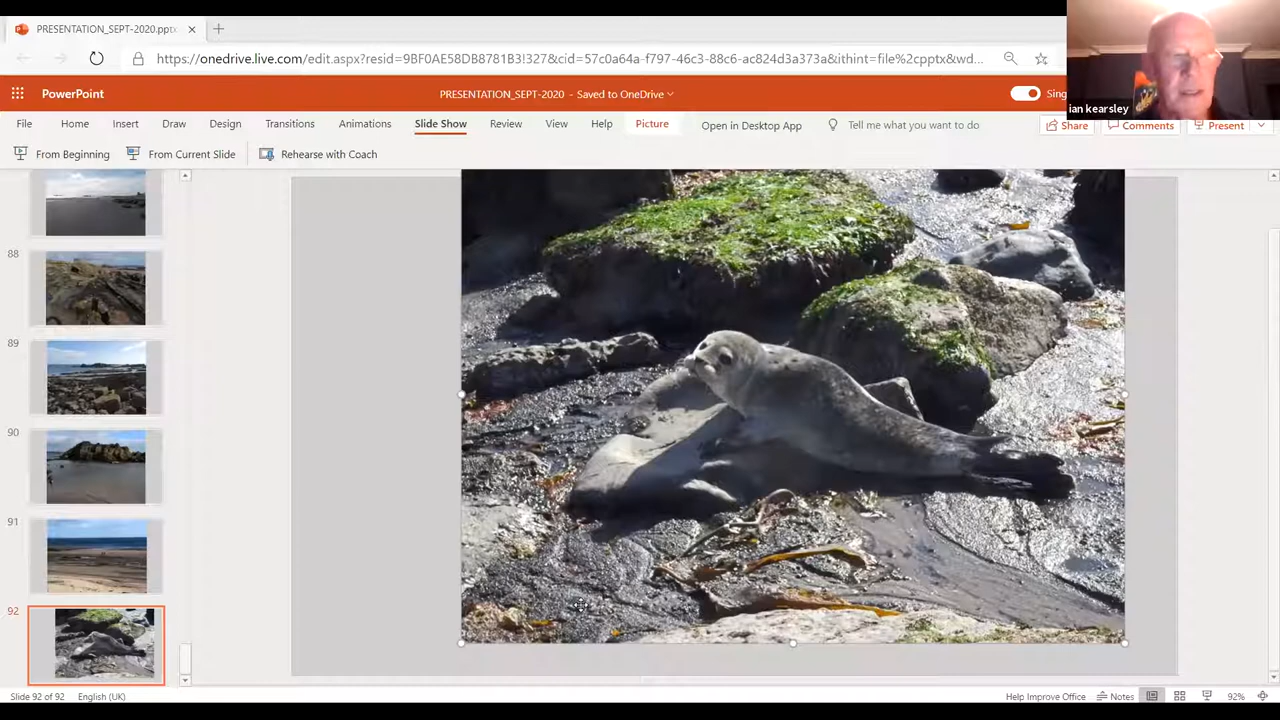 PRESENTATION_SEPT-2020.pptx
https://onedrive.live.com/edit.aspx?resid=9BF0AE58DB8781B3!327&cid=57c0a64a-f797-46c3-88c6-ac824d3a373a&ithint=file%2cpptx&wd...
PowerPoint
PRESENTATION_SEPT-2020 - Saved to OneDrive
ian kearsley
File Home Insert Draw Design Transitions Animations Slide Show Review View Help Picture Open in Desktop App Tell me what you want to do Share Comments Present
From Beginning From Current Slide Rehearse with Coach
88
89
90
91
92
Slide 92 of 92 English (UK) Help Improve Office Notes 92%